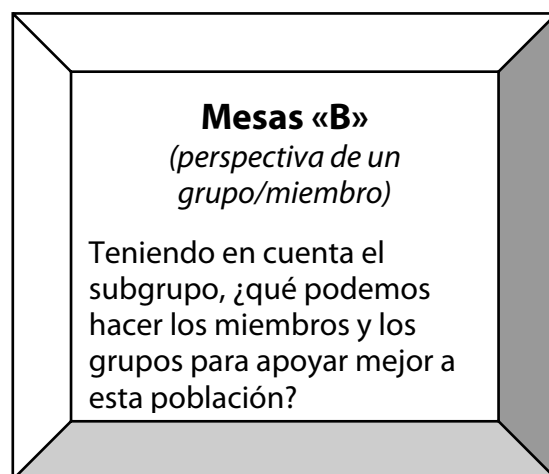 Mesas «B»
(perspectiva de un
grupo/miembro)
Teniendo en cuenta el
subgrupo, ¿qué podemos
hacer los miembros y los
grupos para apoyar mejor a
esta población?